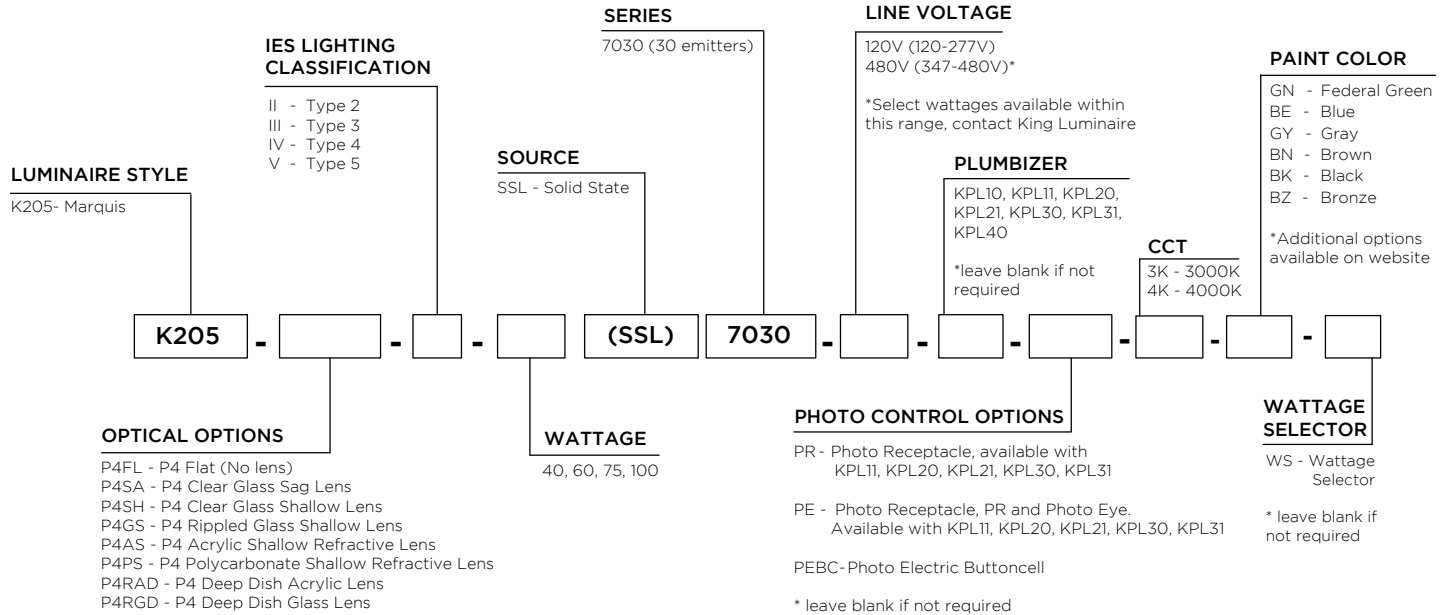 LUMINAIRE STYLE
K205- Marquis
IES LIGHTING
CLASSIFICATION
II - Type 2
III - Type 3
IV - Type 4
V - Type 5
SOURCE
SSL - Solid State
SERIES
7030 (30 emitters)
LINE VOLTAGE
120V (120-277V)
480V (347-480V)*
*Select wattages available within
this range, contact King Luminaire
PLUMBIZER
KPL10, KPL11, KPL20,
KPL21, KPL30, KPL31,
KPL40
*leave blank if not
required
CCT
3K - 3000K
4K - 4000K
PAINT COLOR
GN - Federal Green
BE - Blue
GY - Gray
BN - Brown
BK - Black
BZ - Bronze
*Additional options
available on website
K205 - - - (SSL) 7030 - - - - -
OPTICAL OPTIONS
P4FL - P4 Flat (No lens)
P4SA - P4 Clear Glass Sag Lens
P4SH - P4 Clear Glass Shallow Lens
P4GS - P4 Rippled Glass Shallow Lens
P4AS - P4 Acrylic Shallow Refractive Lens
P4PS - P4 Polycarbonate Shallow Refractive Lens
P4RAD - P4 Deep Dish Acrylic Lens
P4RGD - P4 Deep Dish Glass Lens
WATTAGE
40, 60, 75, 100
PHOTO CONTROL OPTIONS
PR - Photo Receptacle, available with
KPL11, KPL20, KPL21, KPL30, KPL31
PE - Photo Receptacle, PR and Photo Eye.
Available with KPL11, KPL20, KPL21, KPL30, KPL31
PEBC-Photo Electric Buttoncell
* leave blank if not required
WATTAGE
SELECTOR
WS - Wattage
Selector
* leave blank if
not required